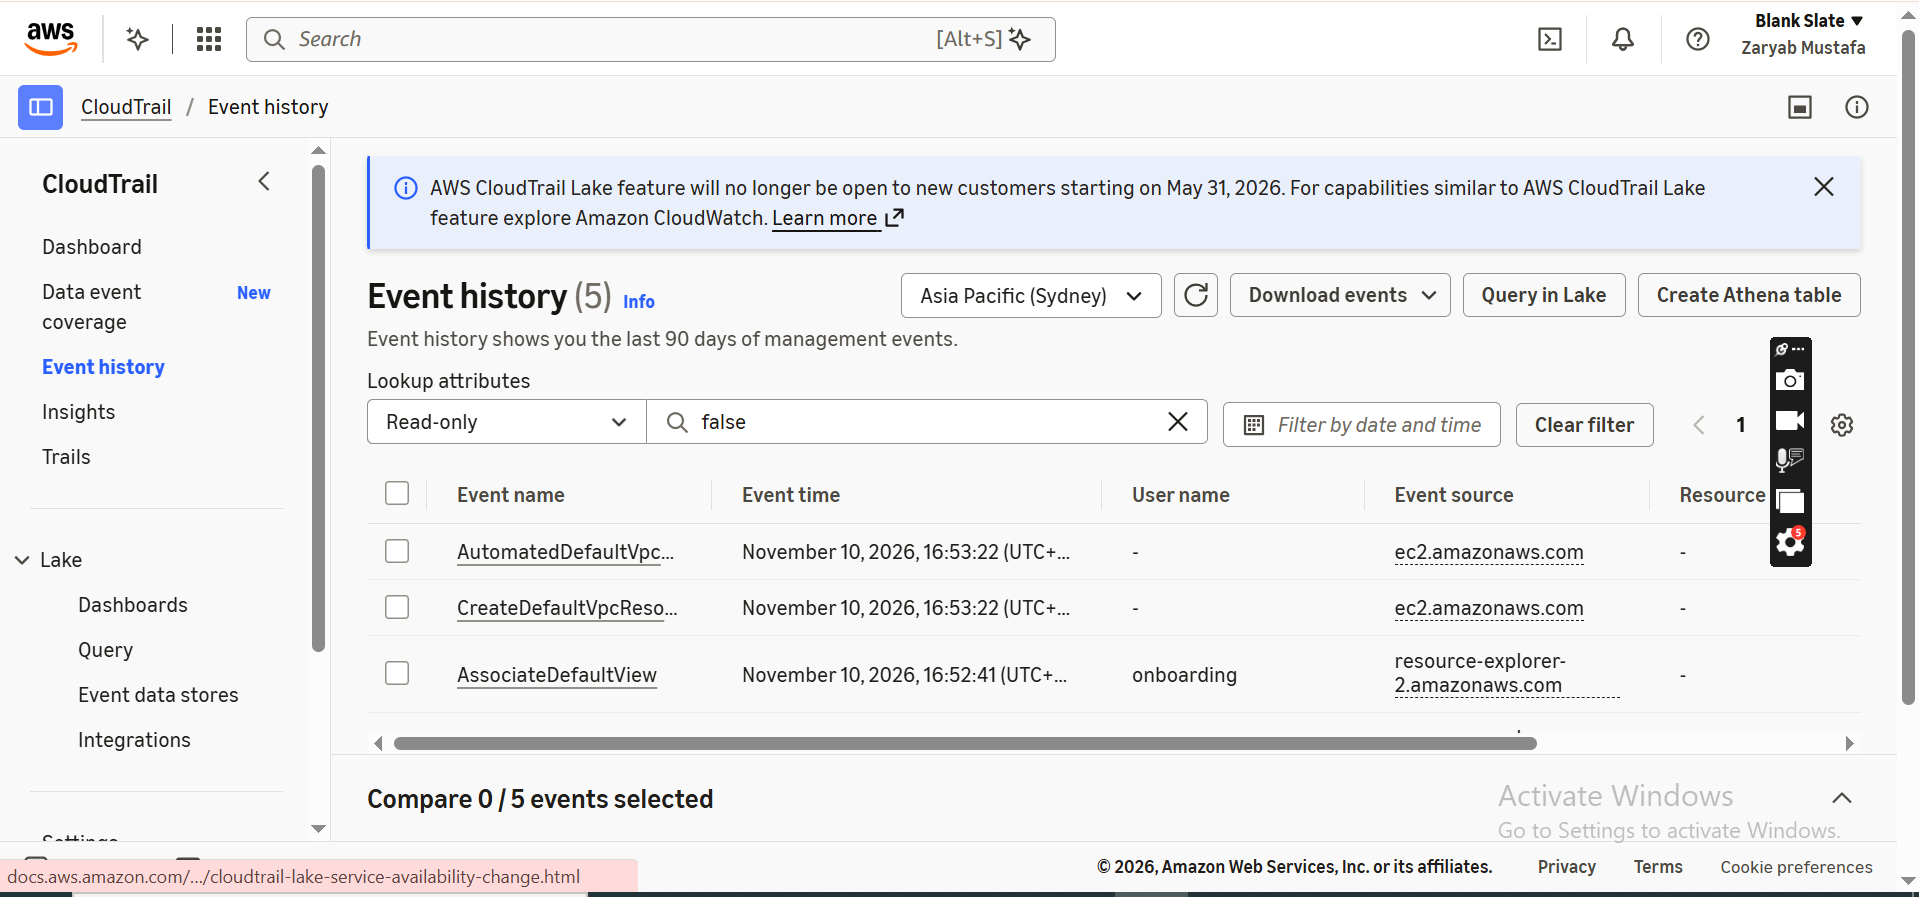 aws
Search [Alt+S]
Blank Slate
Zaryab Mustafa
CloudTrail / Event history
CloudTrail
Dashboard
Data event
coverage
New
Event history
Insights
Trails
Lake
Dashboards
Query
Event data stores
Integrations
Settings
AWS CloudTrail Lake feature will no longer be open to new customers starting on May 31, 2026. For capabilities similar to AWS CloudTrail Lake
feature explore Amazon CloudWatch. Learn more
Event history (5) Info
Asia Pacific (Sydney)
Download events
Query in Lake
Create Athena table
Event history shows you the last 90 days of management events.
Lookup attributes
Read-only
false
Filter by date and time
Clear filter
1
5
Event name Event time User name Event source Resource
AutomatedDefaultVpc... November 10, 2026, 16:53:22 (UTC+... - ec2.amazonaws.com -
CreateDefaultVpcReso... November 10, 2026, 16:53:22 (UTC+... - ec2.amazonaws.com -
AssociateDefaultView November 10, 2026, 16:52:41 (UTC+... onboarding resource-explorer-
2.amazonaws.com -
Compare 0 / 5 events selected
Activate Windows
Go to Settings to activate Windows.
© 2026, Amazon Web Services, Inc. or its affiliates. Privacy Terms Cookie preferences
docs.aws.amazon.com/.../cloudtrail-lake-service-availability-change.html